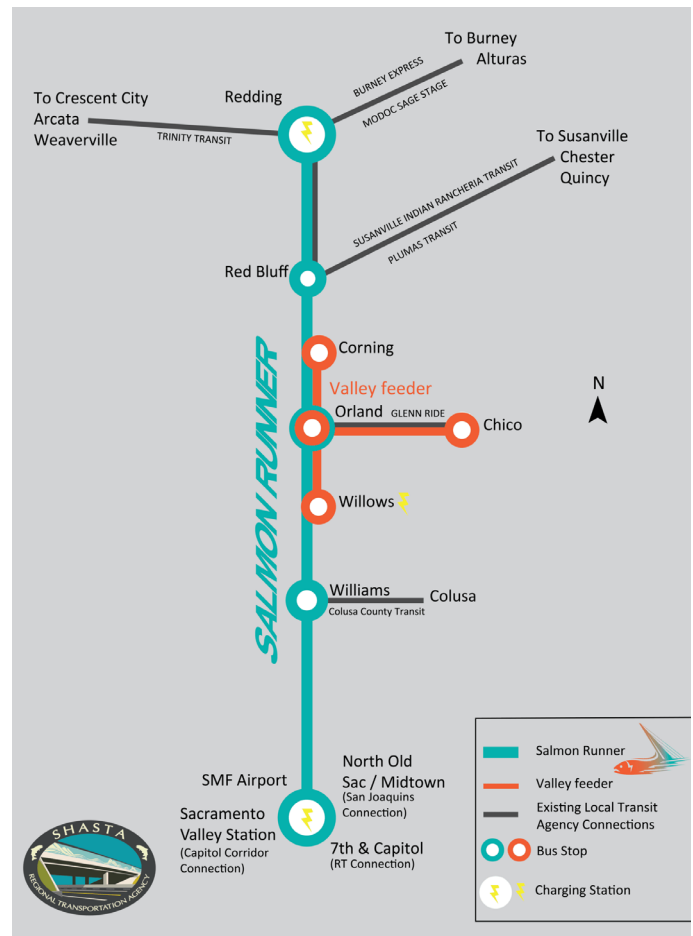 To Burney
Alturas
BURNEY EXPRESS
MODOC SAGE STAGE
Redding
To Crescent City
Arcata
Weaverville
TRINITY TRANSIT
To Susanville
Chester
Quincy
SUSANVILLE INDIAN RANCHERIA TRANSIT
PLUMAS TRANSIT
Red Bluff
Corning
Valley feeder
Orland
GLENN RIDE
Chico
N
SALMON RUNNER
Willows
Williams
Colusa
Colusa County Transit
SMF Airport
North Old
Sac / Midtown
(San Joaquins
Connection)
Sacramento
Valley Station
(Capitol Corridor
Connection)
7th & Capitol
(RT Connection)
Salmon Runner
Valley feeder
Existing Local Transit
Agency Connections
Bus Stop
Charging Station
SHASTA
REGIONAL TRANSPORTATION AGENCY